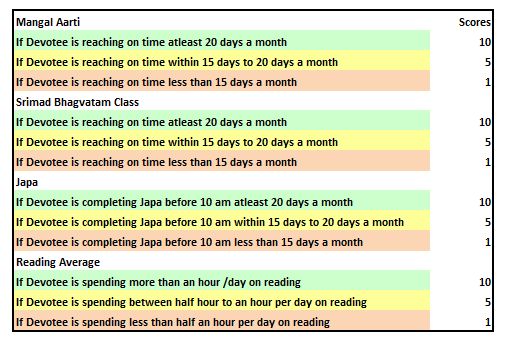 Mangal Aarti Scores
If Devotee is reaching on time atleast 20 days a month 10
If Devotee is reaching on time within 15 days to 20 days a month 5
If Devotee is reaching on time less than 15 days a month 1
Srimad Bhagvatam Class
If Devotee is reaching on time atleast 20 days a month 10
If Devotee is reaching on time within 15 days to 20 days a month 5
If Devotee is reaching on time less than 15 days a month 1
Japa
If Devotee is completing Japa before 10 am atleast 20 days a month 10
If Devotee is completing Japa before 10 am within 15 days to 20 days a month 5
If Devotee is completing Japa before 10 am less than 15 days a month 1
Reading Average
If Devotee is spending more than an hour /day on reading 10
If Devotee is spending between half hour to an hour per day on reading 5
If Devotee is spending less than half an hour per day on reading 1